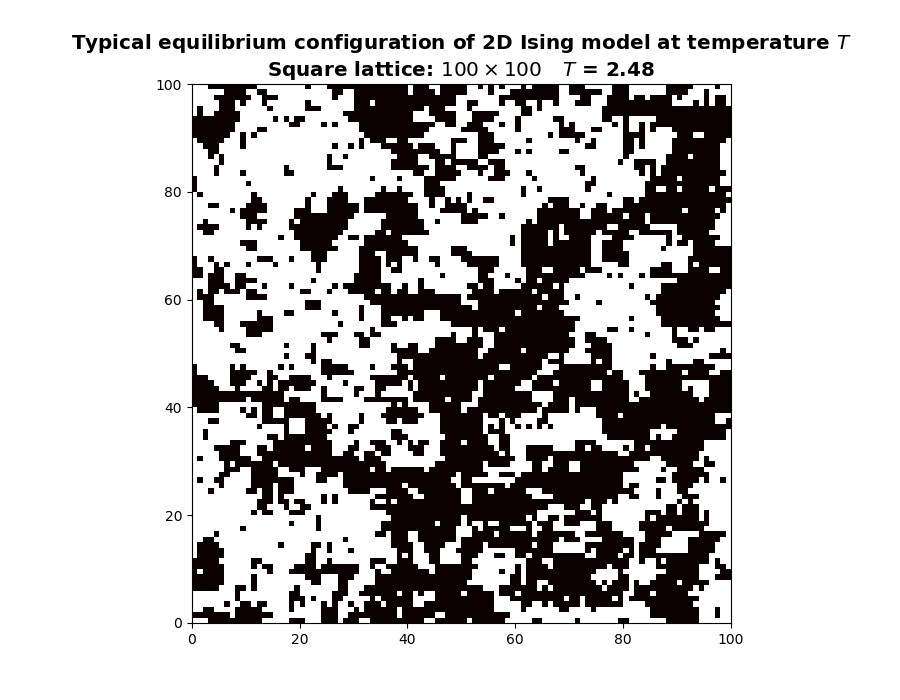 Typical equilibrium configuration of 2D Ising model at temperature T
Square lattice: 100 × 100 T = 2.48
100
80
60
40
20
0
0 20 40 60 80 100